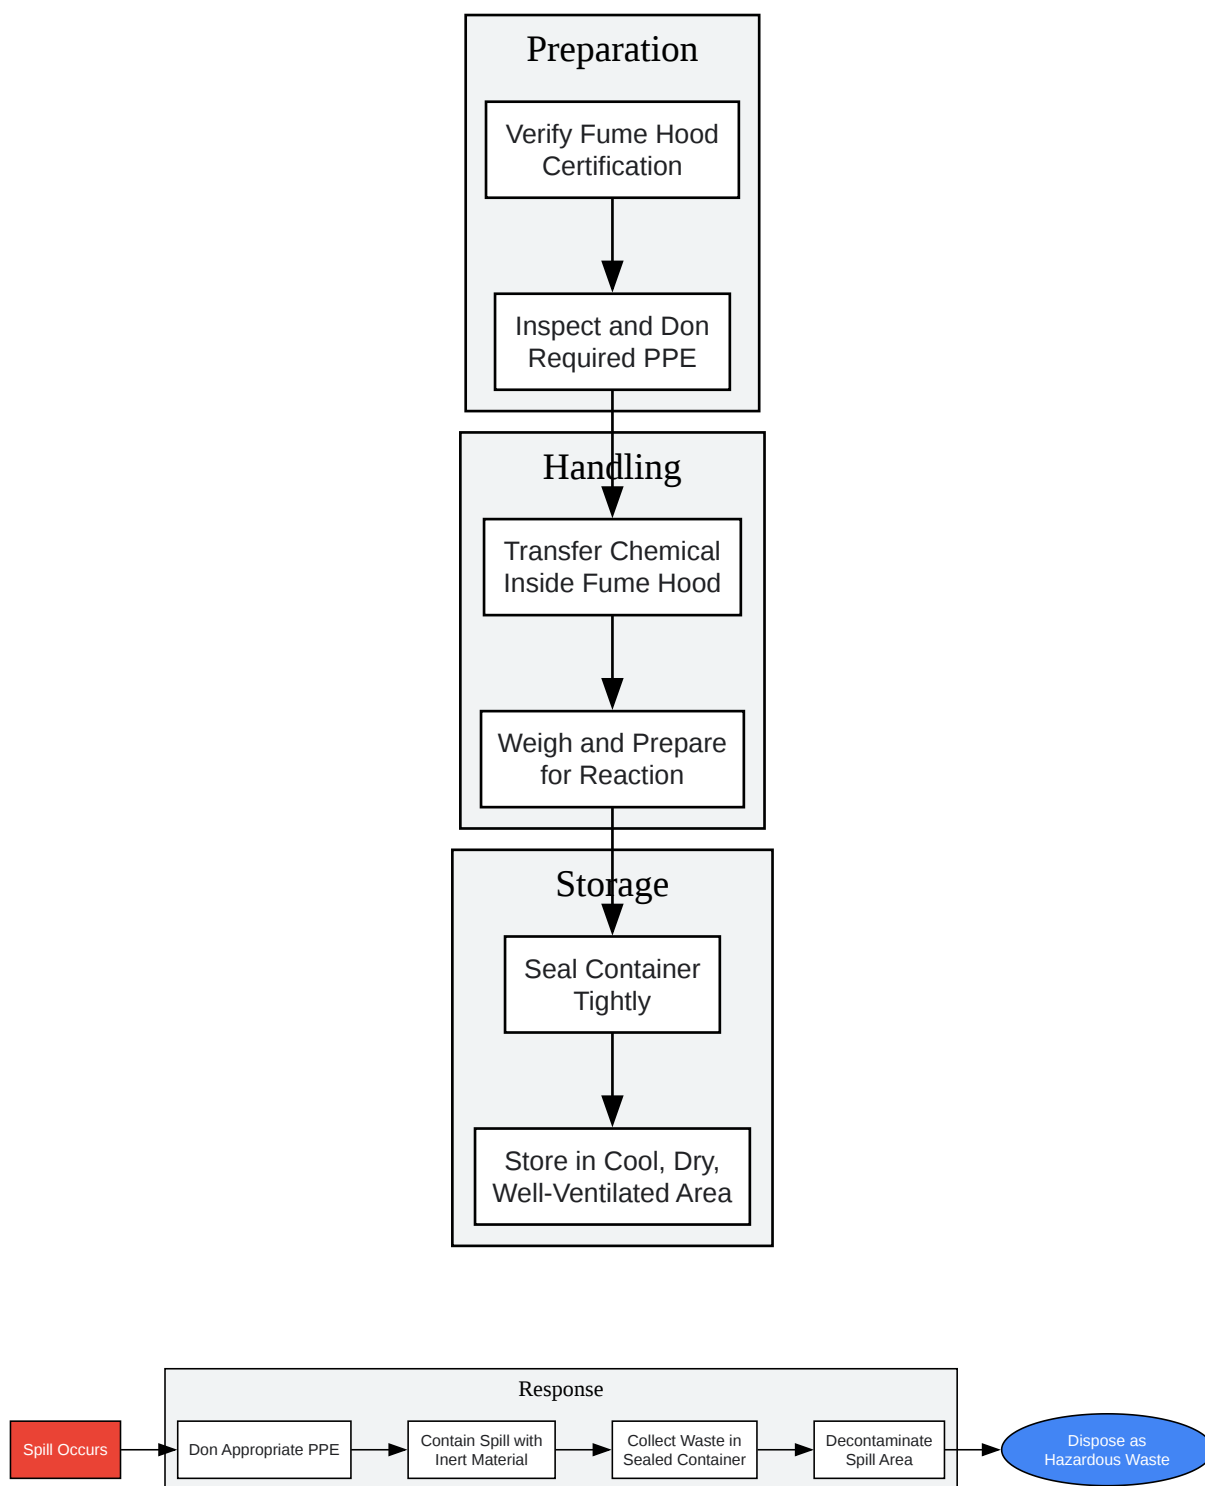 Preparation
Verify Fume Hood
Certification
Inspect and Don
Required PPE
Handling
Transfer Chemical
Inside Fume Hood
Weigh and Prepare
for Reaction
Storage
Seal Container
Tightly
Store in Cool, Dry,
Well-Ventilated Area
Response
Spill Occurs
Don Appropriate PPE
Contain Spill with
Inert Material
Collect Waste in
Sealed Container
Decontaminate
Spill Area
Dispose as
Hazardous Waste